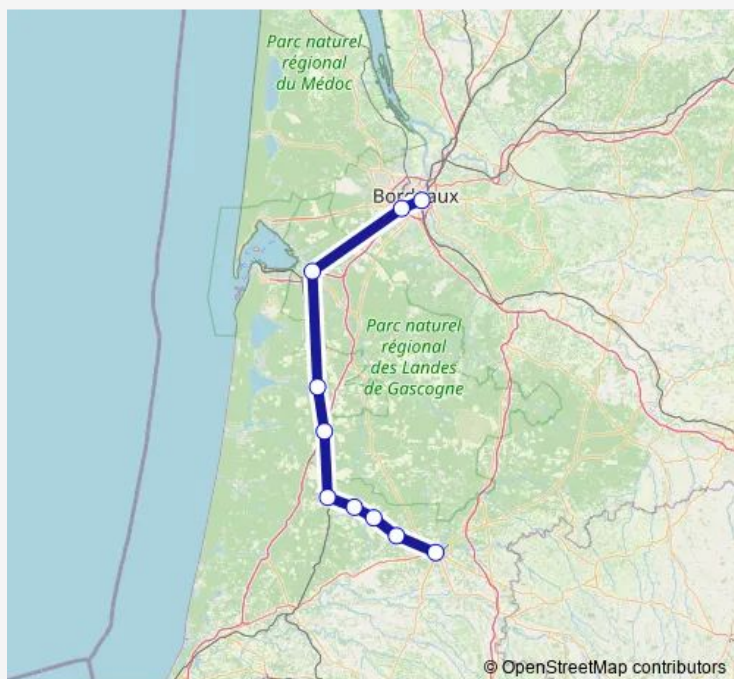 Parc naturel
régional
du Médoc
Bordeaux
Parc naturel
régional
des Landes
de Gascogne
© OpenStreetMap contributors